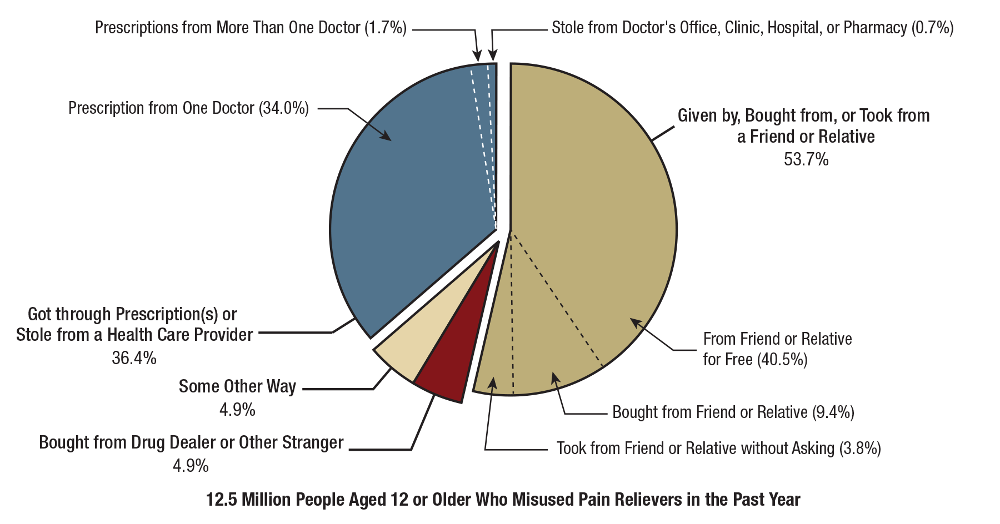 Prescriptions from More Than One Doctor (1.7%)
Stole from Doctor's Office, Clinic, Hospital, or Pharmacy (0.7%)
Prescription from One Doctor (34.0%)
Given by, Bought from, or Took from
a Friend or Relative
53.7%
Got through Prescription(s) or
Stole from a Health Care Provider
36.4%
From Friend or Relative
for Free (40.5%)
Some Other Way
4.9%
Bought from Friend or Relative (9.4%)
Bought from Drug Dealer or Other Stranger
4.9%
Took from Friend or Relative without Asking (3.8%)
12.5 Million People Aged 12 or Older Who Misused Pain Relievers in the Past Year